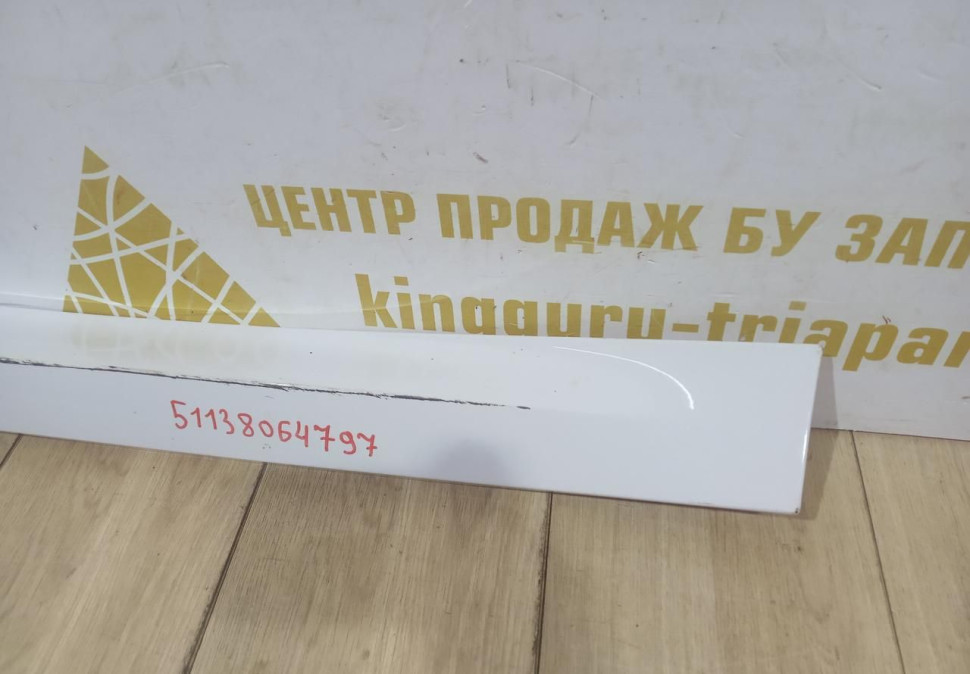 ЦЕНТР ПРОДАЖ БУ ЗАП
kingguru-triapar
51138064797